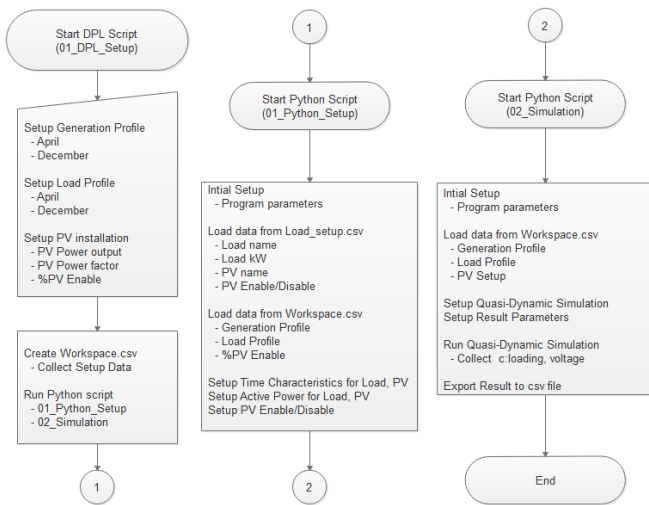 Start DPL Script
(01_DPL_Setup)
Setup Generation Profile
- April
- December
Setup Load Profile
- April
- December
Setup PV installation
- PV Power output
- PV Power factor
- %PV Enable
Create Workspace.csv
- Collect Setup Data
Run Python script
- 01_Python_Setup
- 02_Simulation
1
1
Start Python Script
(01_Python_Setup)
Intial Setup
- Program parameters
Load data from Load_setup.csv
- Load name
- Load kW
- PV name
- PV Enable/Disable
Load data from Workspace.csv
- Generation Profile
- Load Profile
- %PV Enable
Setup Time Characteristics for Load, PV
Setup Active Power for Load, PV
Setup PV Enable/Disable
2
2
Start Python Script
(02_Simulation)
Intial Setup
- Program parameters
Load data from Workspace.csv
- Generation Profile
- Load Profile
- PV Setup
Setup Quasi-Dynamic Simulation
Setup Result Parameters
Run Quasi-Dynamic Simulation
- Collect c:loading, voltage
Export Result to csv file
End